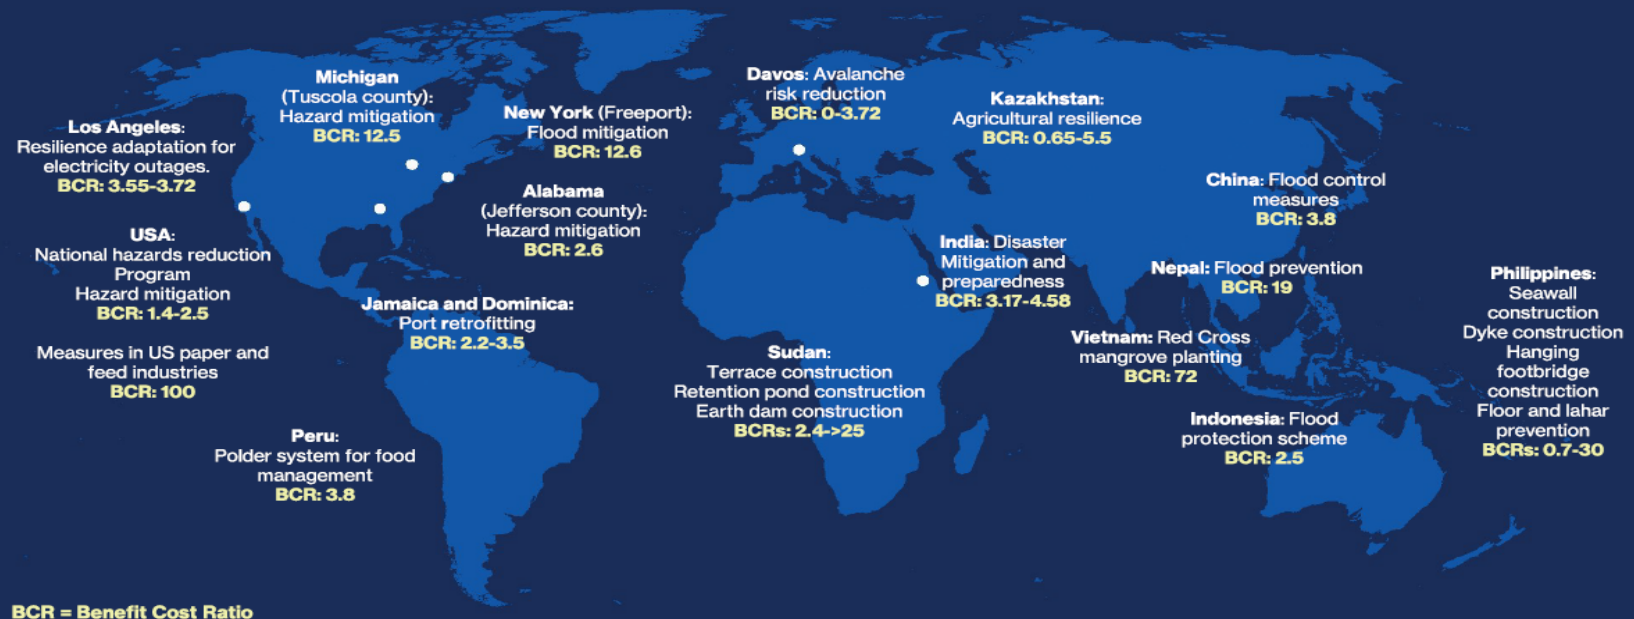 Michigan
(Tuscola county):
Hazard mitigation
BCR: 12.5
Los Angeles:
Resilience adaptation for
electricity outages.
BCR: 3.55-3.72
New York (Freeport):
Flood mitigation
BCR: 12.6
Alabama
(Jefferson county):
Hazard mitigation
BCR: 2.6
USA:
National hazards reduction
Program
Hazard mitigation
BCR: 1.4-2.5
Measures in US paper and
feed industries
BCR: 100
Jamaica and Dominica:
Port retrofitting
BCR: 2.2-3.5
Peru:
Polder system for food
management
BCR: 3.8
Davos: Avalanche
risk reduction
BCR: 0-3.72
Kazakhstan:
Agricultural resilience
BCR: 0.65-5.5
China: Flood control
measures
BCR: 3.8
India: Disaster
Mitigation and
preparedness
BCR: 3.17-4.58
Nepal: Flood prevention
BCR: 19
Sudan:
Terrace construction
Retention pond construction
Earth dam construction
BCRs: 2.4->25
Vietnam: Red Cross
mangrove planting
BCR: 72
Indonesia: Flood
protection scheme
BCR: 2.5
Philippines:
Seawall
construction
Dyke construction
Hanging
footbridge
construction
Floor and lahar
prevention
BCRs: 0.7-30
BCR = Benefit Cost Ratio